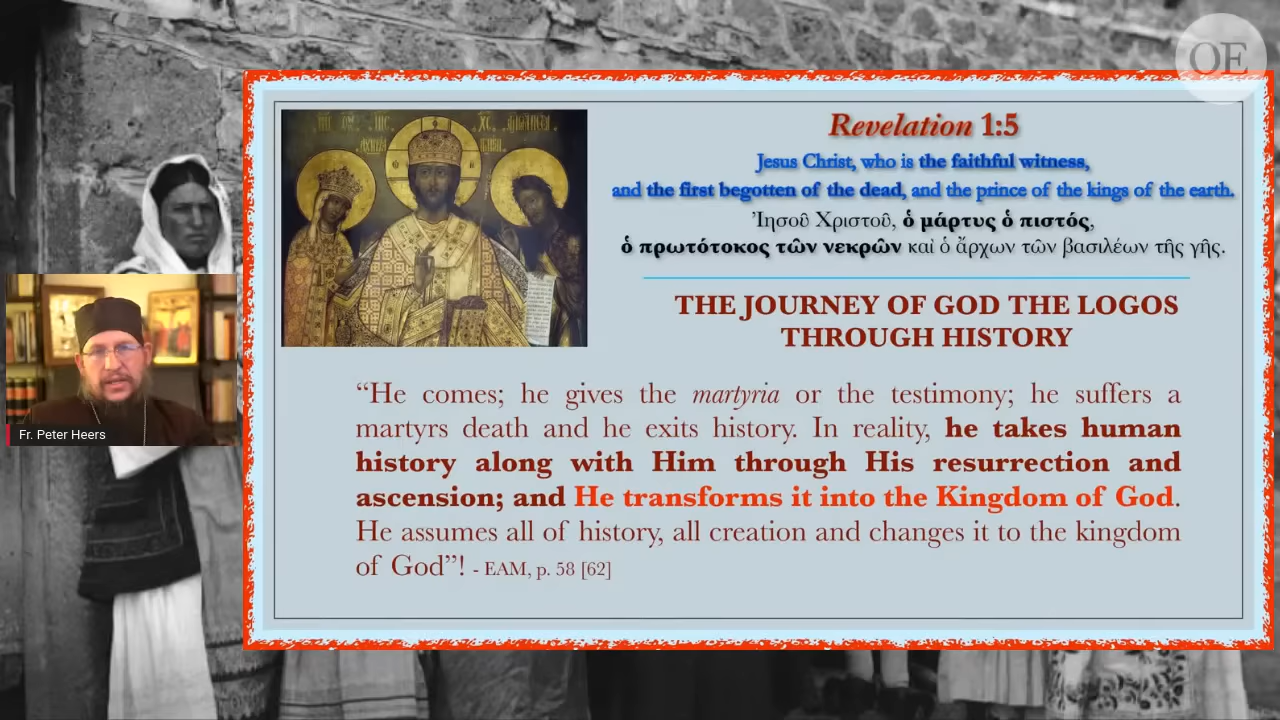 OE
Revelation 1:5
Jesus Christ, who is the faithful witness,
and the first begotten of the dead, and the prince of the kings of the earth.
Ἰησοῦ Χριστοῦ, ὁ μάρτυς ὁ πιστός,
ὁ πρωτότοκος τῶν νεκρῶν καὶ ὁ ἄρχων τῶν βασιλέων τῆς γῆς.
THE JOURNEY OF GOD THE LOGOS
THROUGH HISTORY
“He comes; he gives the martyria or the testimony; he suffers a
martyrs death and he exits history. In reality, he takes human
history along with Him through His resurrection and
ascension; and He transforms it into the Kingdom of God.
He assumes all of history, all creation and changes it to the kingdom
of God”! - EAM, p. 58 [62]
Fr. Peter Heers